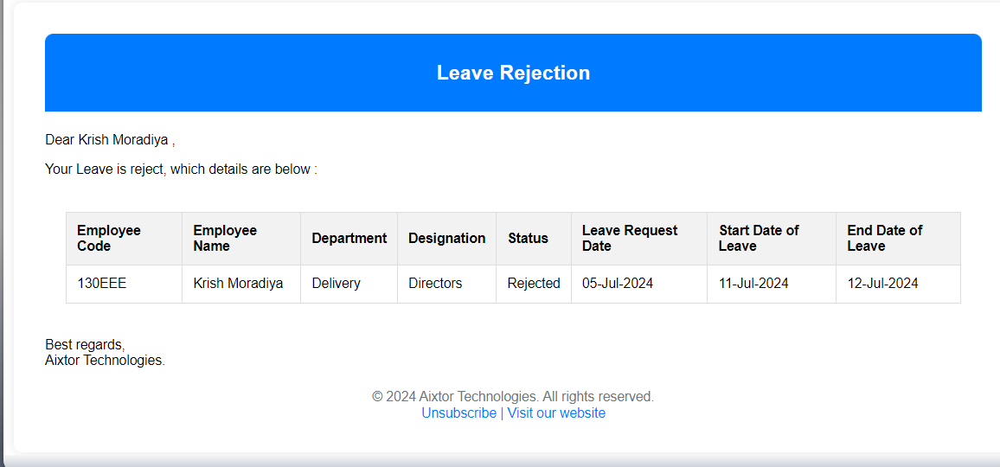 Leave Rejection
Dear Krish Moradiya ,
Your Leave is reject, which details are below :
Employee Code Employee Name Department Designation Status Leave Request Date Start Date of Leave End Date of Leave
130EEE Krish Moradiya Delivery Directors Rejected 05-Jul-2024 11-Jul-2024 12-Jul-2024
Best regards,
Aixtor Technologies.
© 2024 Aixtor Technologies. All rights reserved.
Unsubscribe | Visit our website